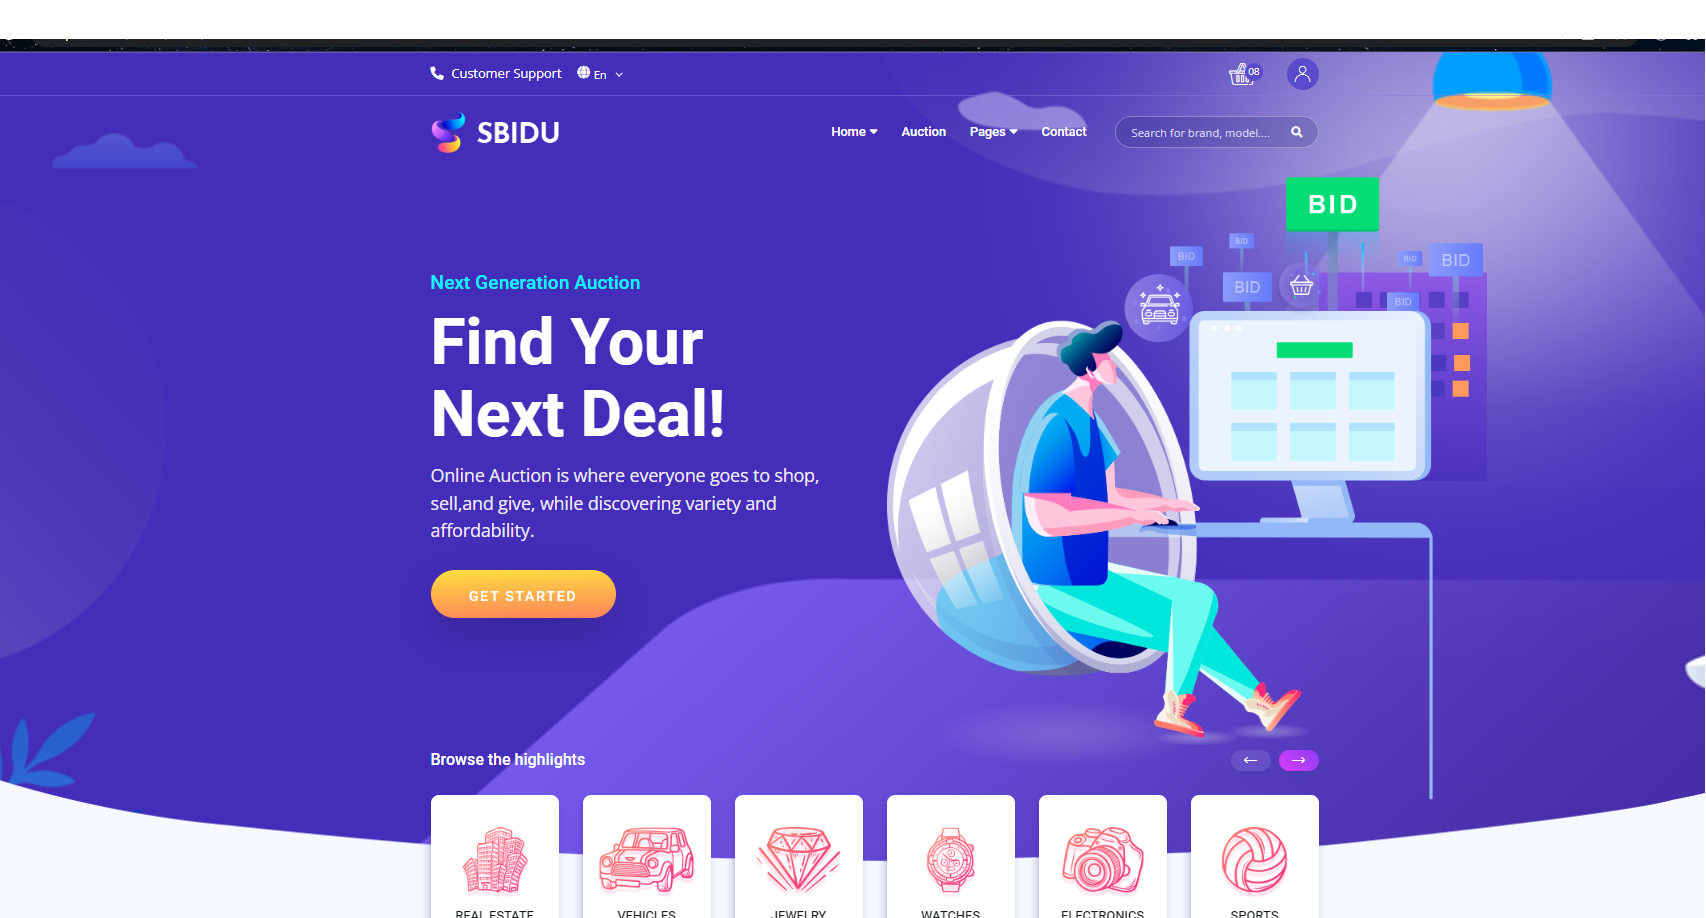 Customer Support
En
08
SBIDU
Home
Auction
Pages
Contact
Search for brand, model....
BID
BID
BID
BID
BID
BID
BID
Next Generation Auction
Find Your
Next Deal!
Online Auction is where everyone goes to shop,
sell,and give, while discovering variety and
affordability.
GET STARTED
Browse the highlights
REAL ESTATE
VEHICLES
JEWELRY
WATCHES
ELECTRONICS
SPORTS